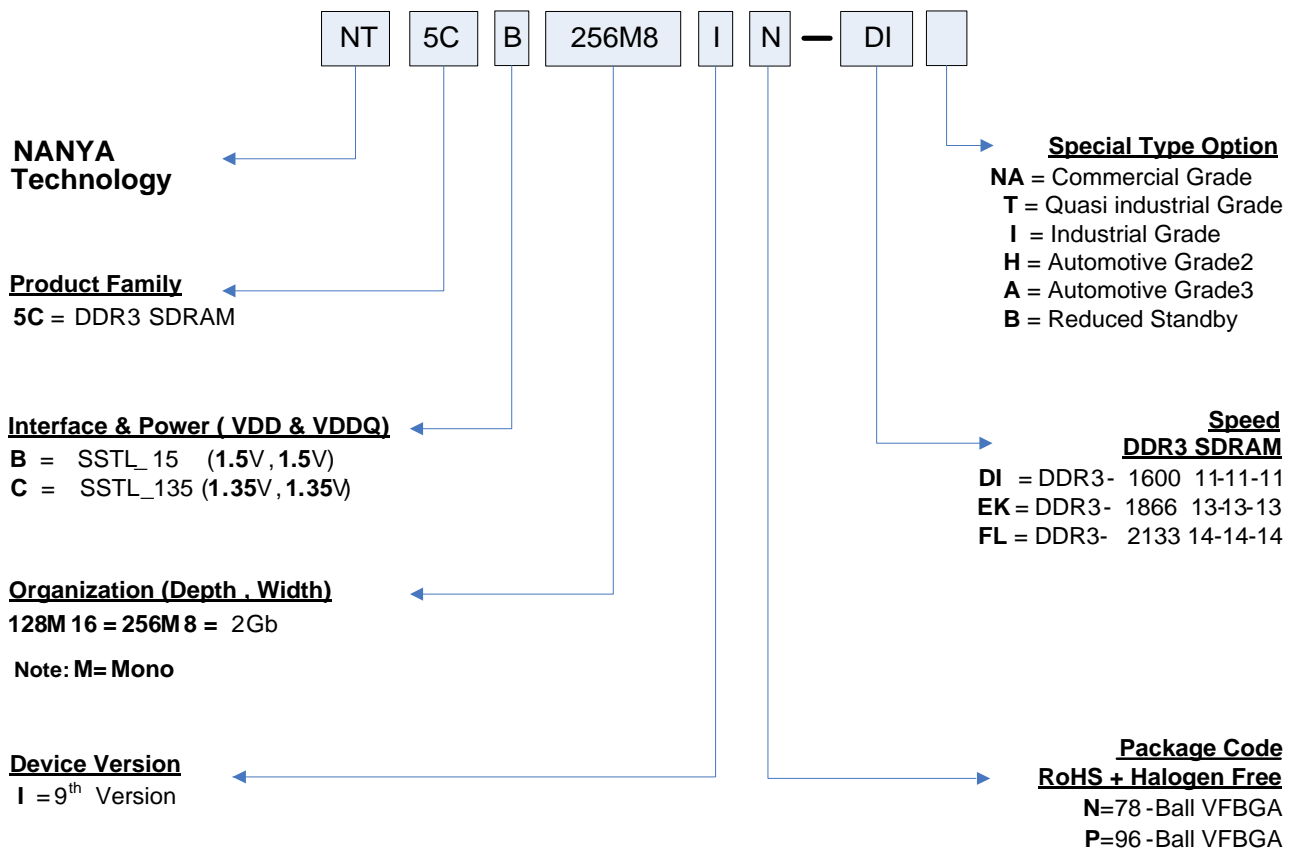 NT 5C B 256M8 I N — DI
NANYA
Technology
Product Family
5C = DDR3 SDRAM
Interface & Power ( VDD & VDDQ)
B = SSTL_15 (1.5V, 1.5V)
C = SSTL_135 (1.35V, 1.35V)
Organization (Depth , Width)
128M 16 = 256M 8 = 2Gb
Note: M= Mono
Device Version
I = 9th Version
Special Type Option
NA = Commercial Grade
T = Quasi industrial Grade
I = Industrial Grade
H = Automotive Grade2
A = Automotive Grade3
B = Reduced Standby
Speed
DDR3 SDRAM
DI = DDR3- 1600 11-11-11
EK = DDR3- 1866 13-13-13
FL = DDR3- 2133 14-14-14
Package Code
RoHS + Halogen Free
N=78 -Ball VFBGA
P=96 -Ball VFBGA